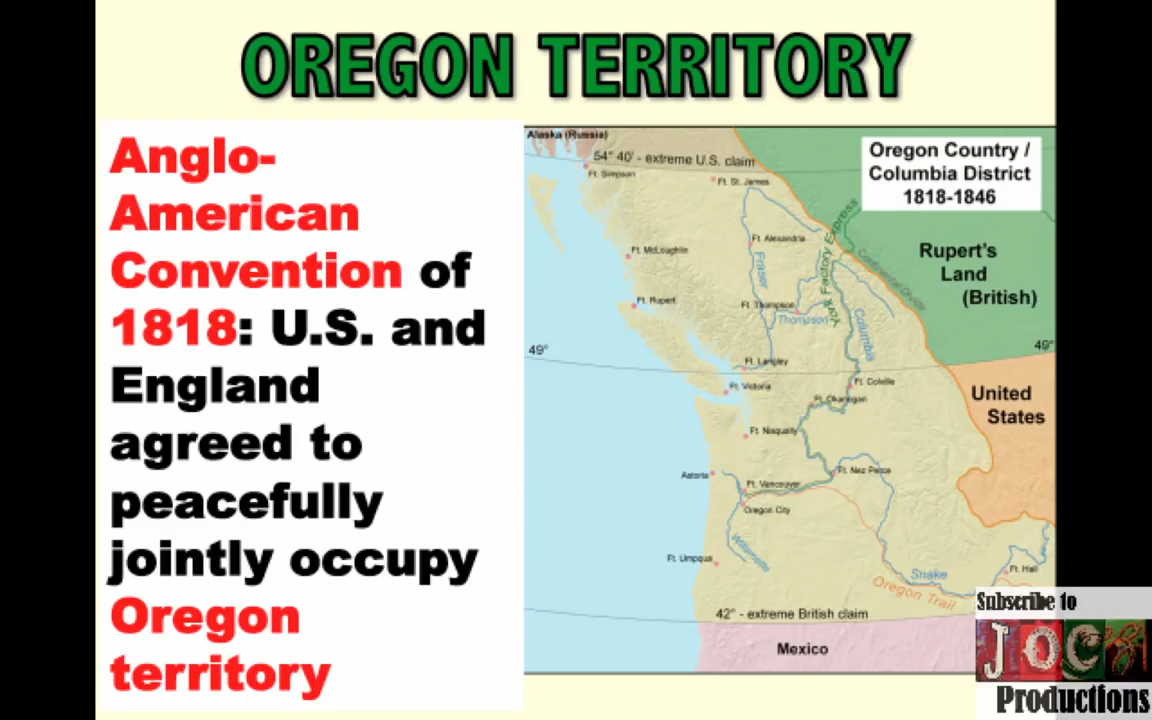 OREGON TERRITORY
Anglo-
American
Convention of
1818: U.S. and
England
agreed to
peacefully
jointly occupy
Oregon
territory
Alaska (Russia)
54° 40' - extreme U.S. claim
Ft. Simpson
Ft. St. James
Oregon Country /
Columbia District
1818-1846
Ft. McLoughlin
Ft. Alexandria
Fraser
York Factory Express
Continental Divide
Rupert's
Land
(British)
Ft. Rupert
Ft. Thompson
Thompson
Columbia
49°
49°
Ft. Langley
Ft. Victoria
Ft. Colville
Ft. Okanogan
United
States
Ft. Nisqually
Astoria
Ft. Nez Perce
Ft. Vancouver
Oregon City
Willamette
Ft. Umpqua
Snake
Ft. Hall
Oregon Trail
42° - extreme British claim
Mexico
Subscribe to
JOCZ
Productions